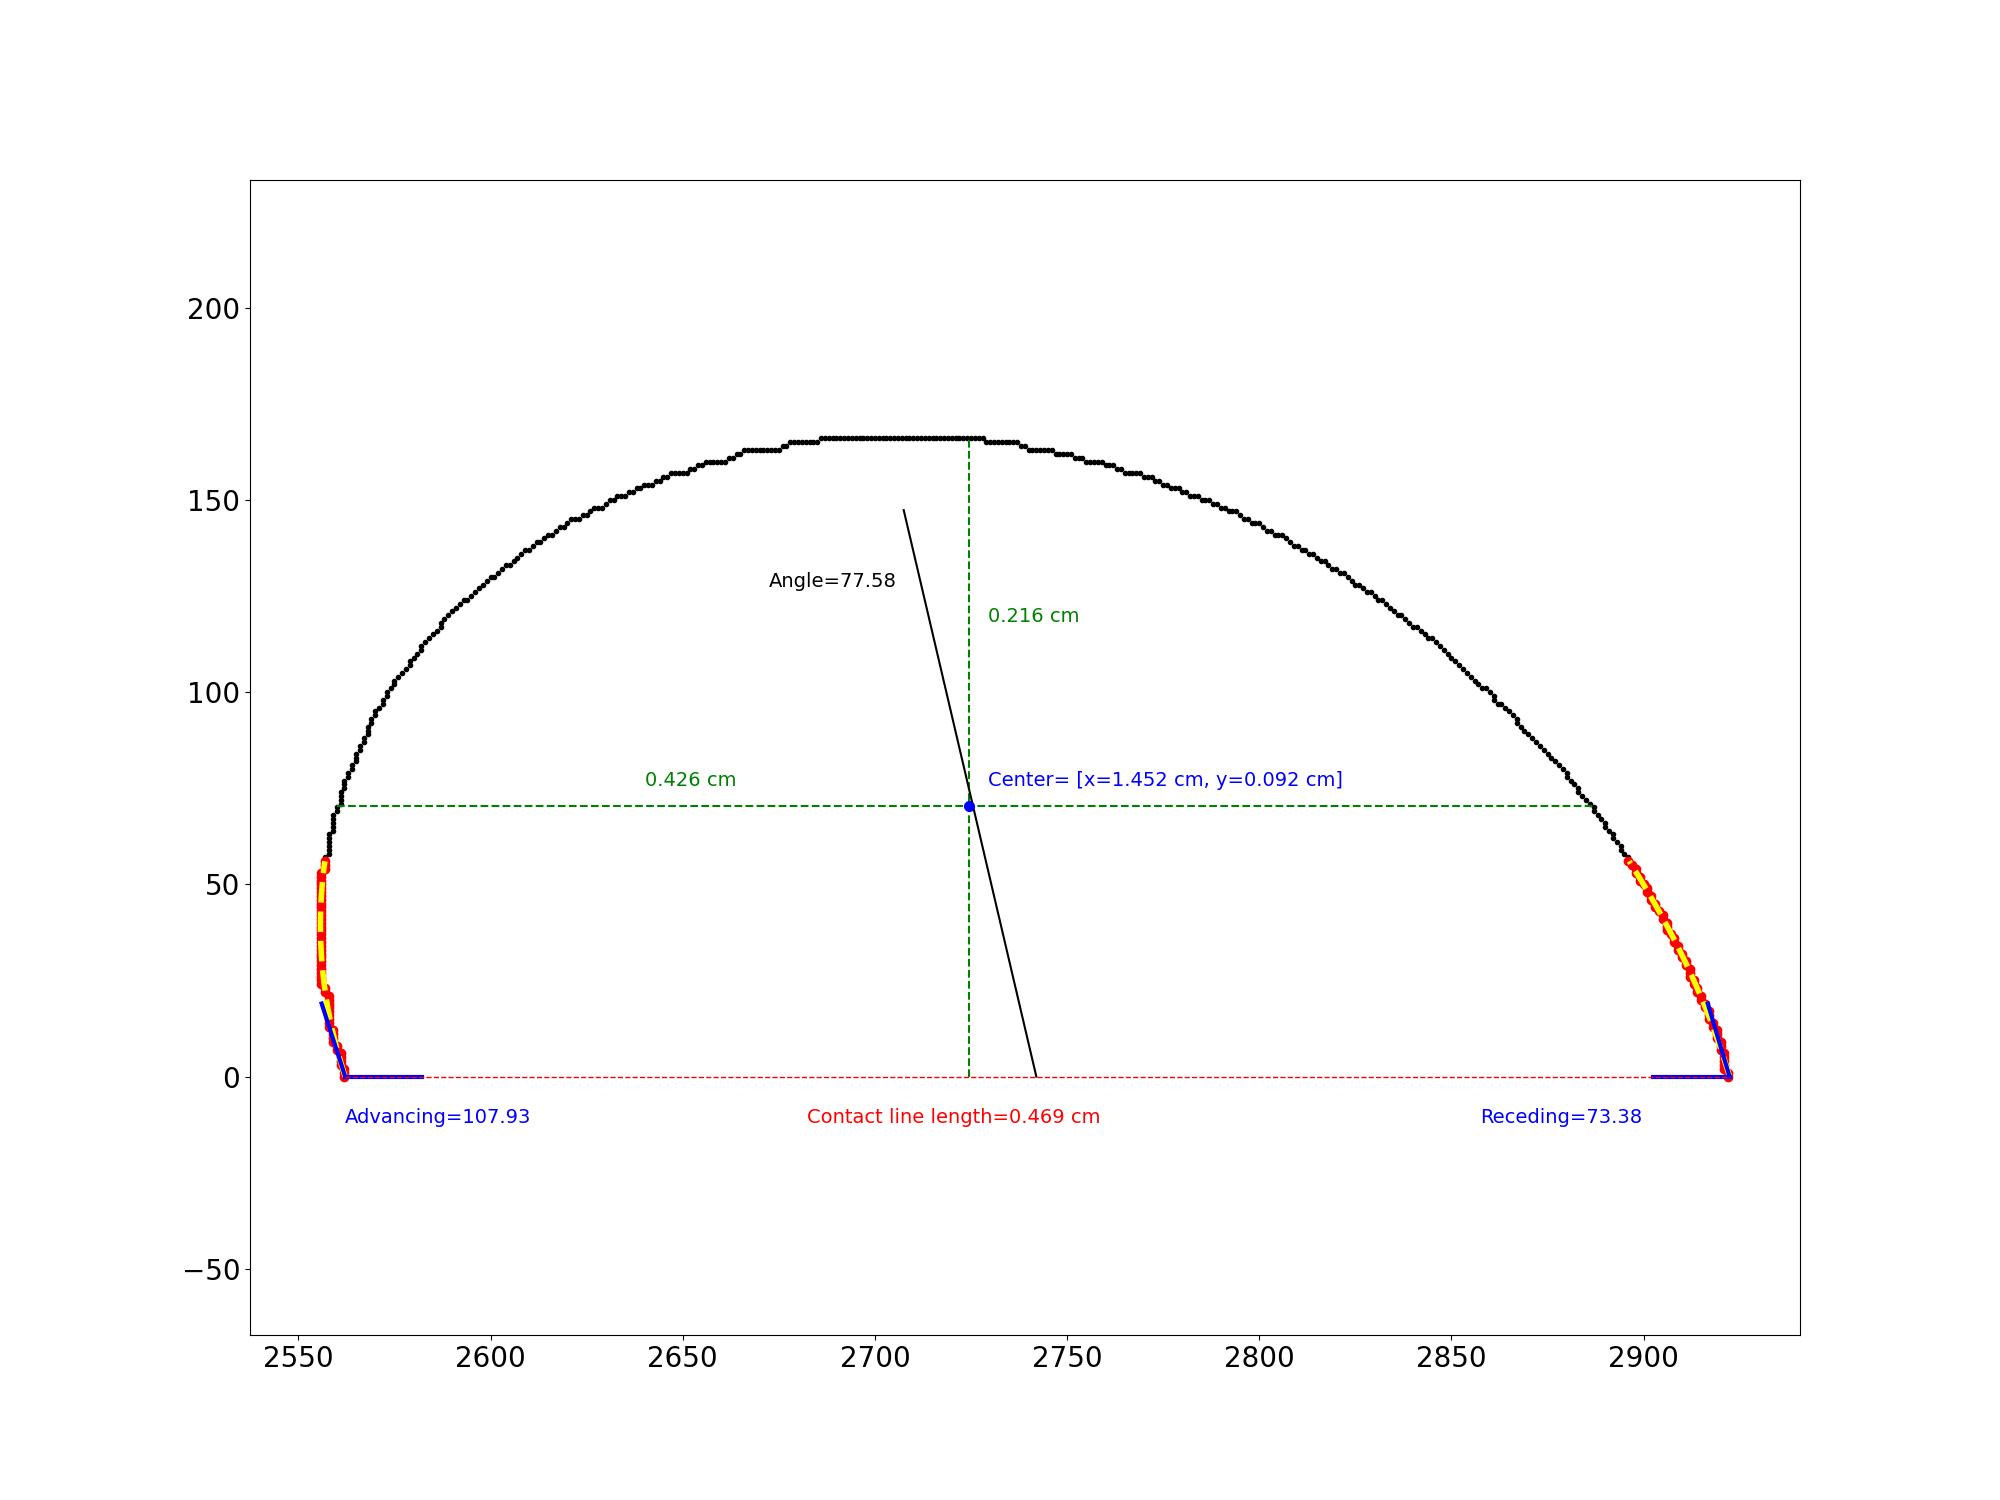 200
150
Angle=77.58
0.216 cm
100
0.426 cm
Center= [x=1.452 cm, y=0.092 cm]
50
0
Advancing=107.93
Contact line length=0.469 cm
Receding=73.38
−50
2550 2600 2650 2700 2750 2800 2850 2900